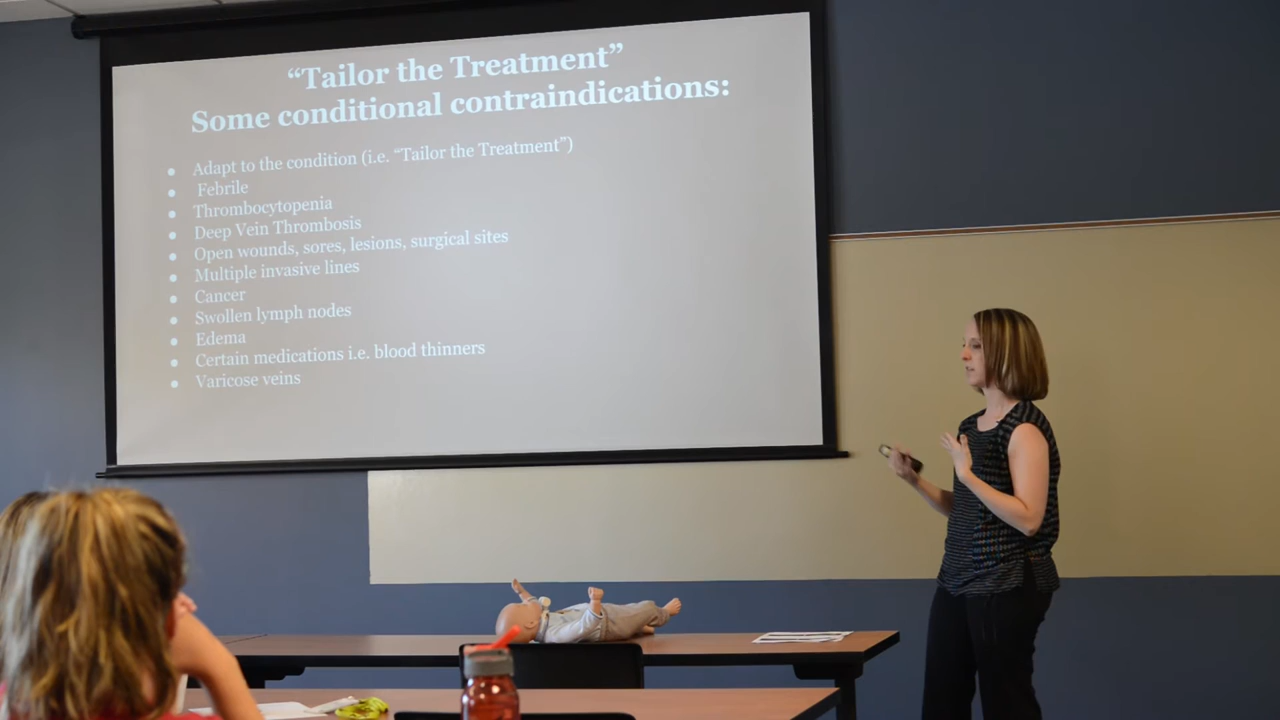 “Tailor the Treatment”
Some conditional contraindications:
● Adapt to the condition (i.e. “Tailor the Treatment”)
● Febrile
● Thrombocytopenia
● Deep Vein Thrombosis
● Open wounds, sores, lesions, surgical sites
● Multiple invasive lines
● Cancer
● Swollen lymph nodes
● Edema
● Certain medications i.e. blood thinners
● Varicose veins